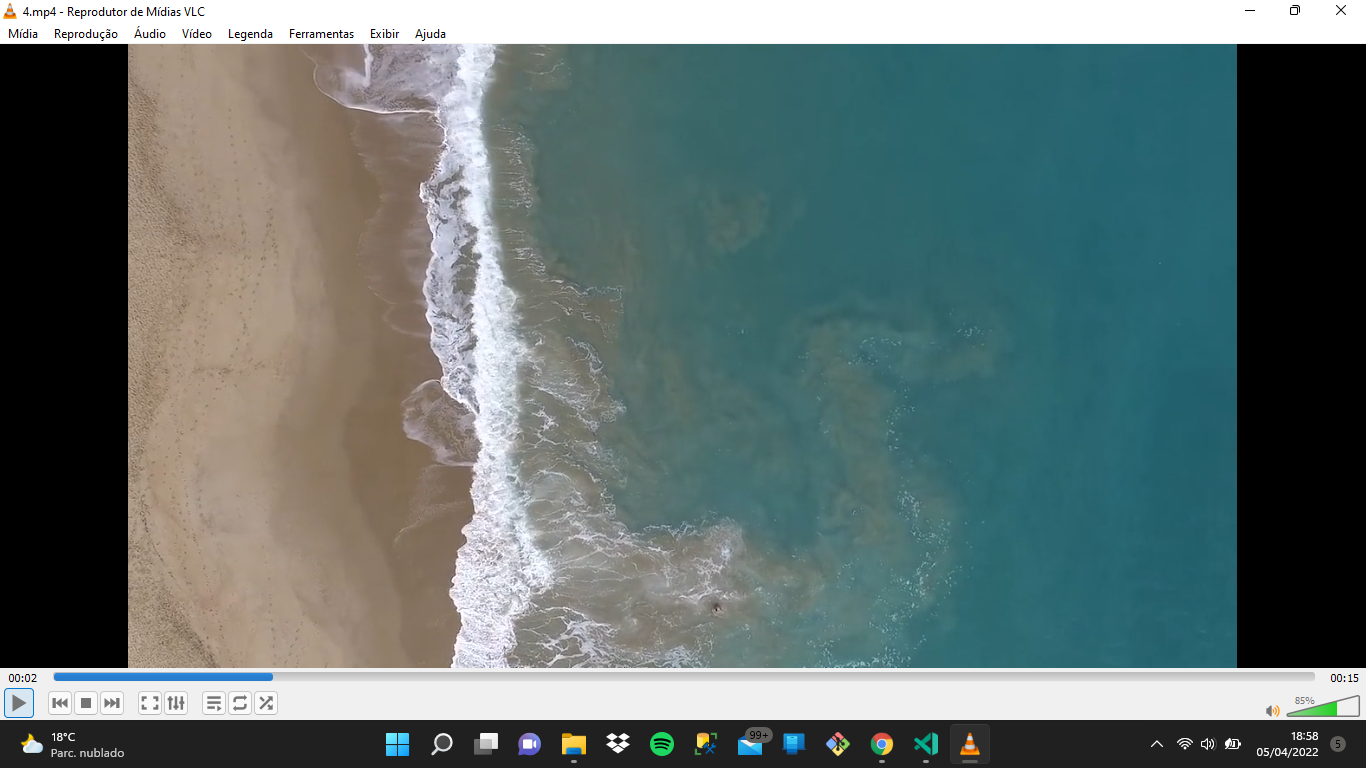 4.mp4 - Reprodutor de Mídias VLC
Mídia Reprodução Áudio Vídeo Legenda Ferramentas Exibir Ajuda
00:02 00:15
85%
18°C
Parc. nublado
99+
18:58
05/04/2022
5